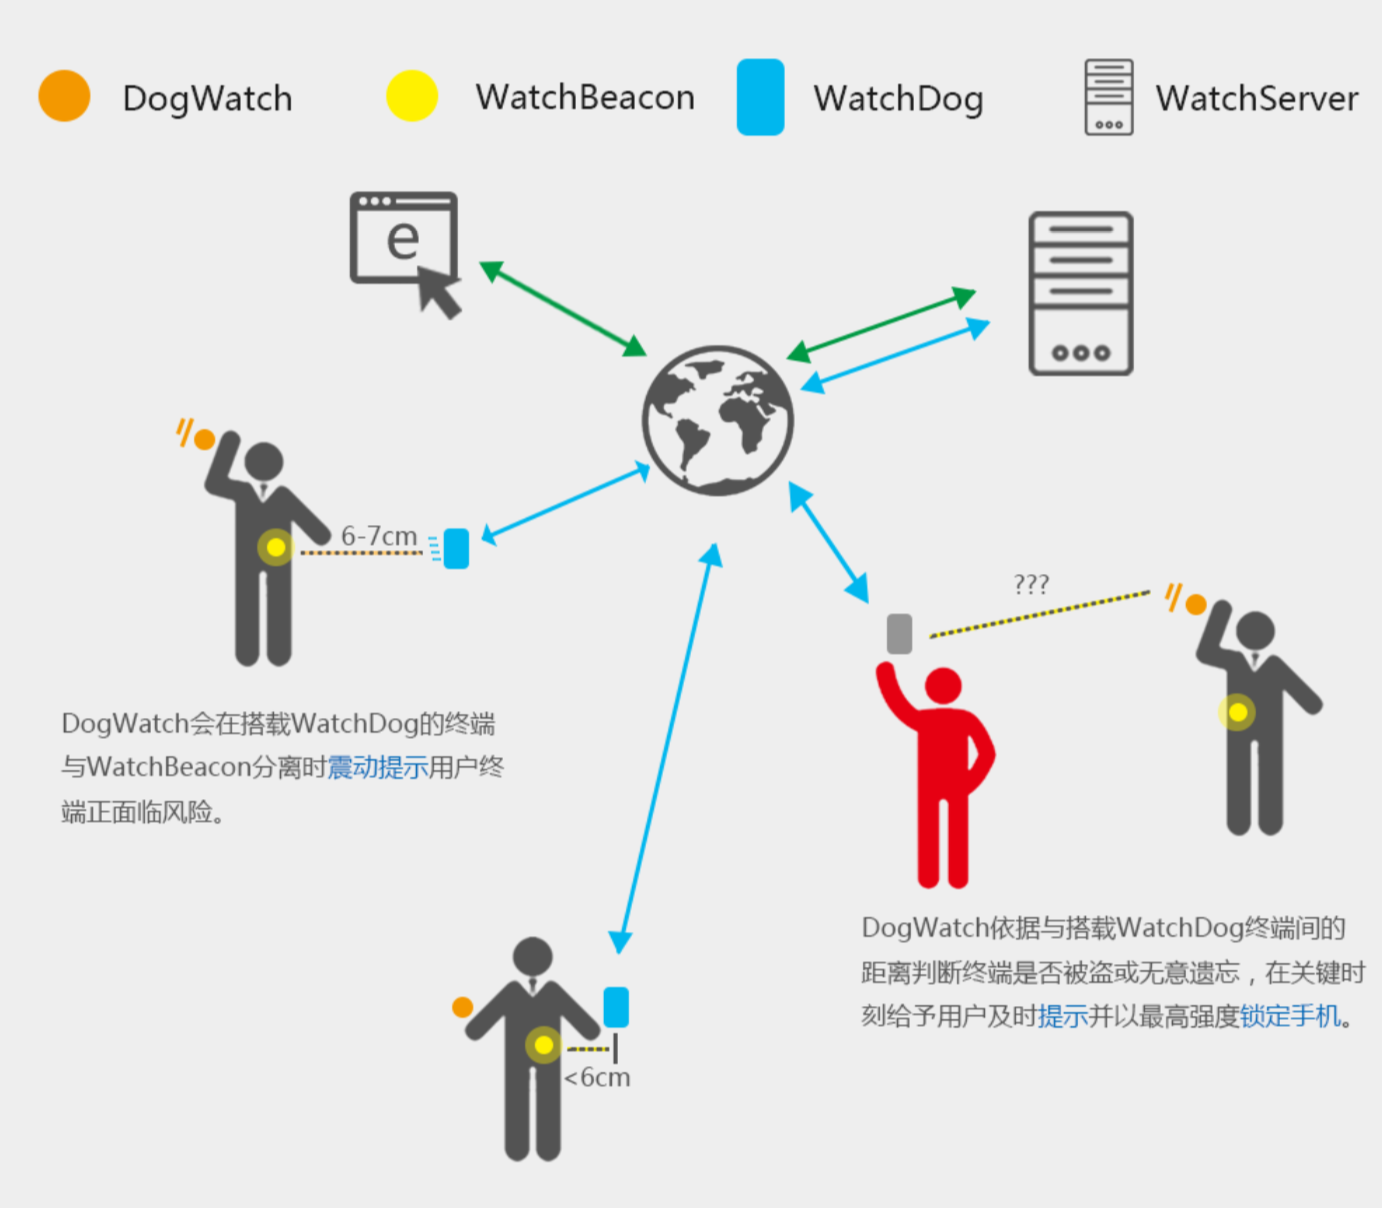 DogWatch
WatchBeacon
WatchDog
WatchServer
e
6-7cm
???
DogWatch会在搭载WatchDog的终端
与WatchBeacon分离时震动提示用户终
端正面临风险。
DogWatch依据与搭载WatchDog终端间的
距离判断终端是否被盗或无意遗忘，在关键时
刻给予用户及时提示并以最高强度锁定手机。
<6cm